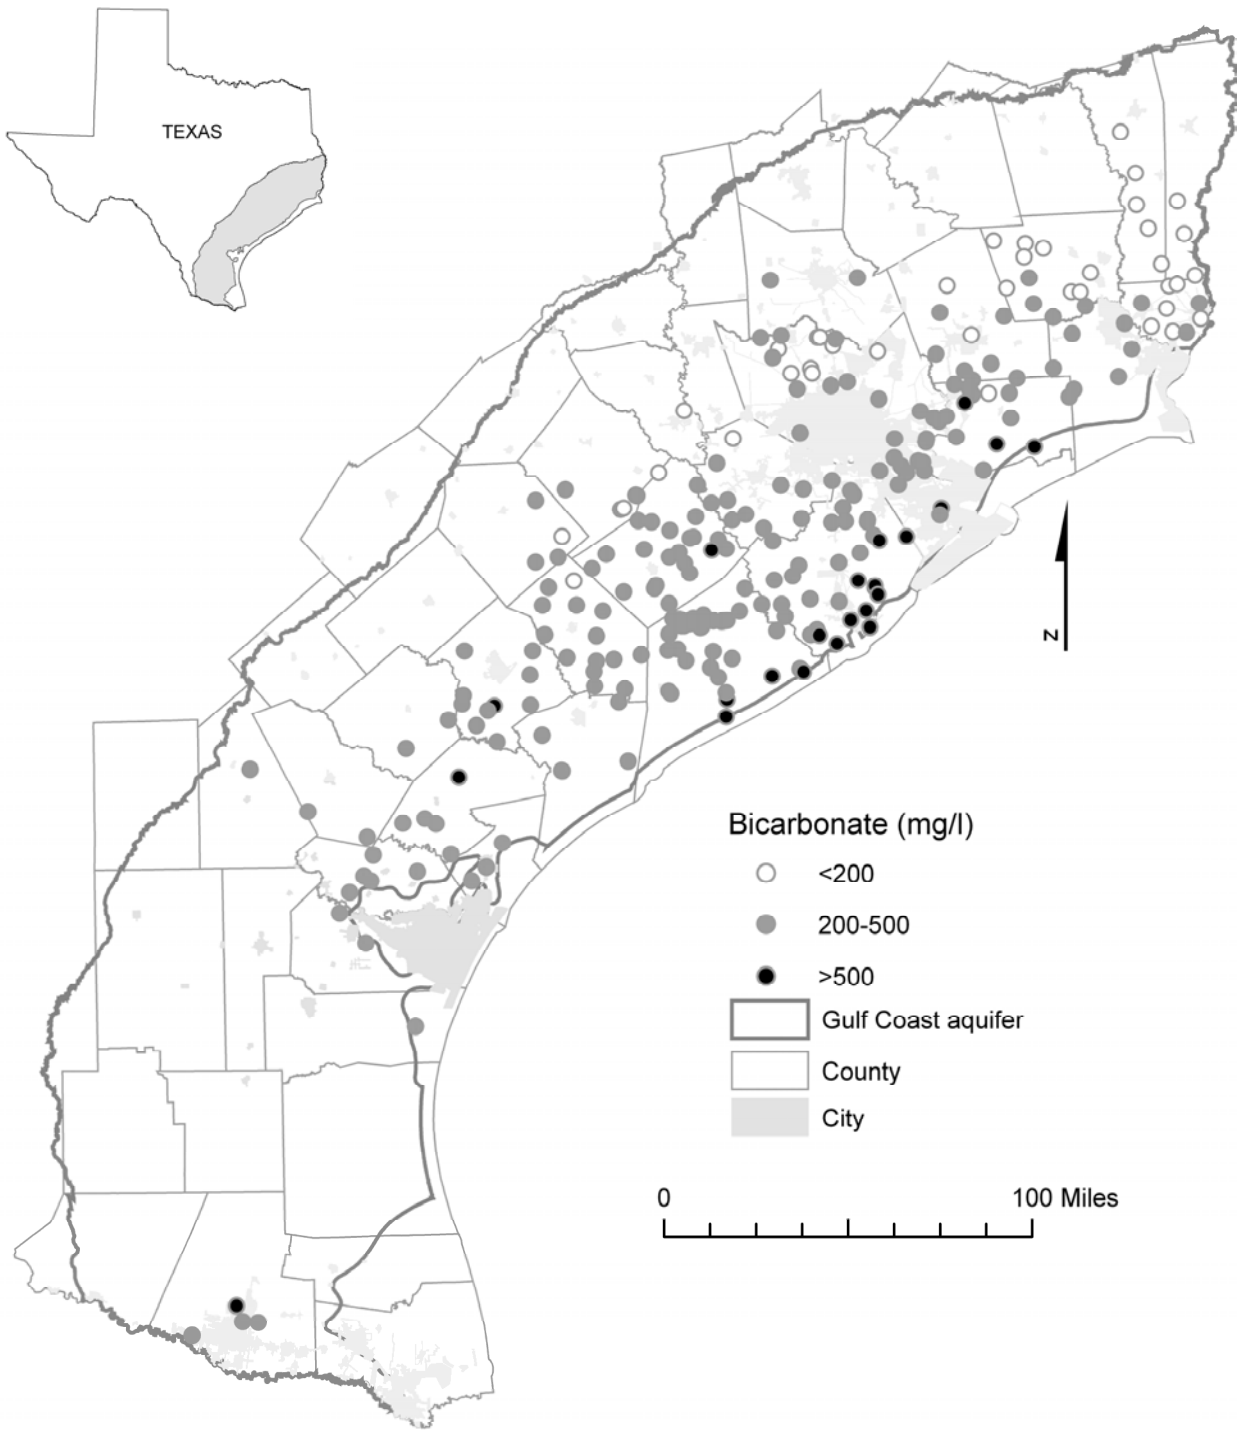 TEXAS
Bicarbonate (mg/l)
<200
200-500
>500
Gulf Coast aquifer
County
City
N
0 100 Miles